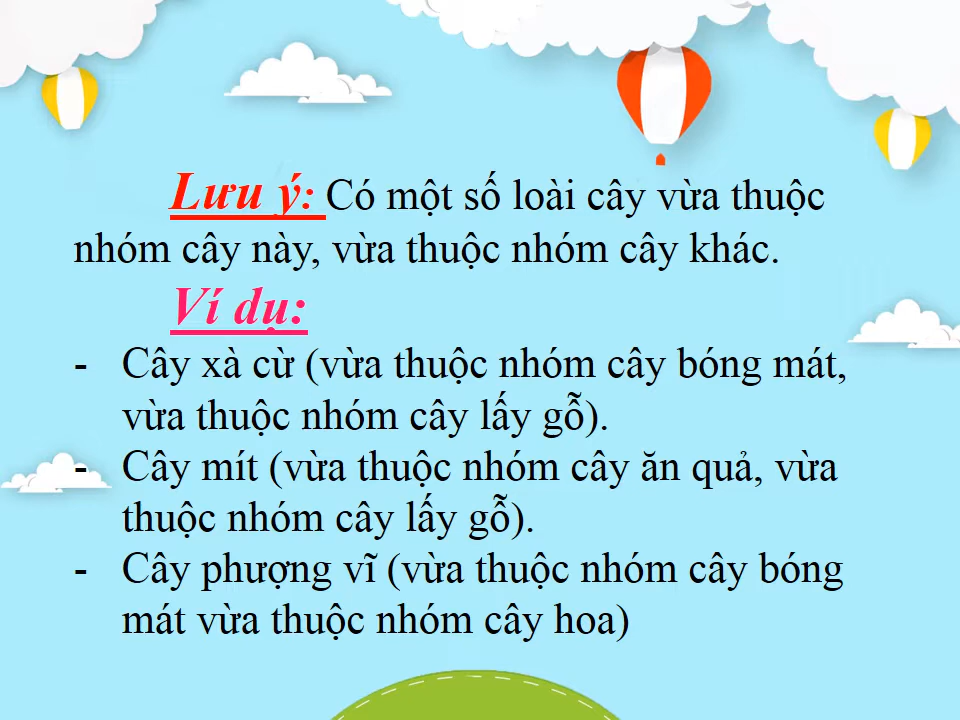 Lưu ý: Có một số loài cây vừa thuộc
nhóm cây này, vừa thuộc nhóm cây khác.
Ví dụ:
- Cây xà cừ (vừa thuộc nhóm cây bóng mát,
vừa thuộc nhóm cây lấy gỗ).
- Cây mít (vừa thuộc nhóm cây ăn quả, vừa
thuộc nhóm cây lấy gỗ).
- Cây phượng vĩ (vừa thuộc nhóm cây bóng
mát vừa thuộc nhóm cây hoa)